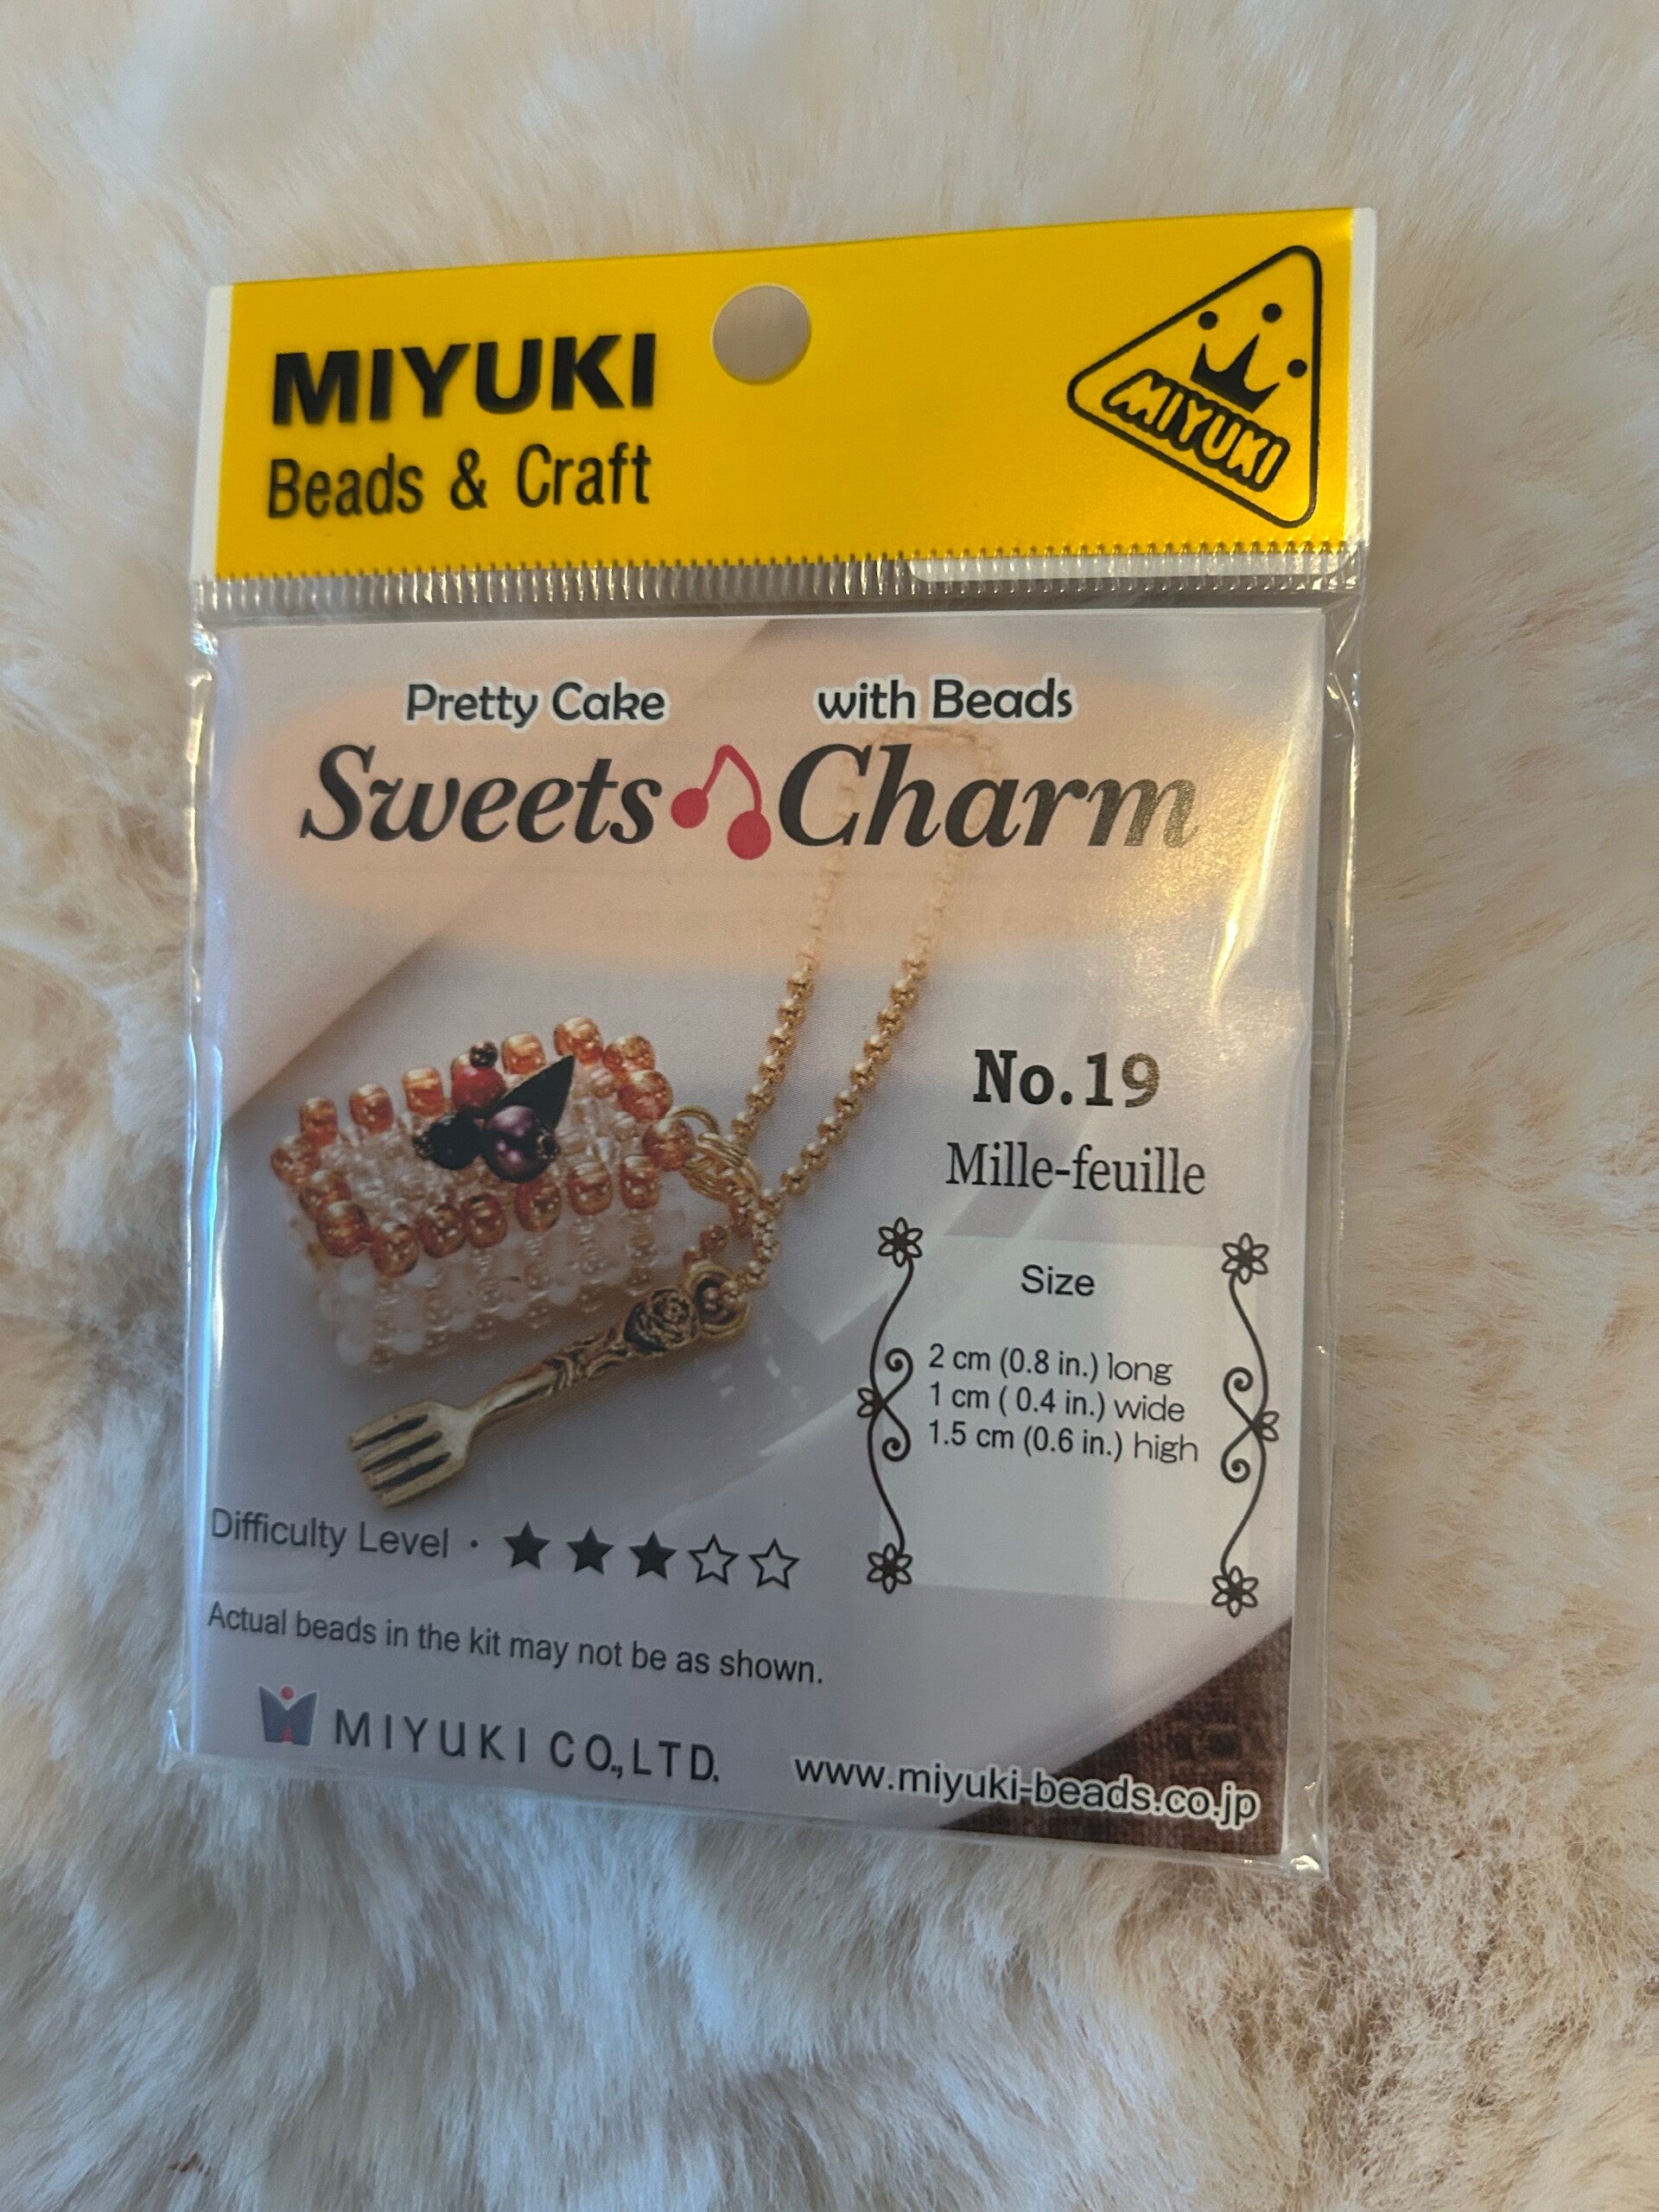 MIYUKI
Beads & Craft
MIYUKI
Pretty Cake with Beads
Sweets Charm
No.19
Mille-feuille
Size
2 cm (0.8 in.) long
1 cm ( 0.4 in.) wide
1.5 cm (0.6 in.) high
Difficulty Level · ★★★☆☆
Actual beads in the kit may not be as shown.
MIYUKI CO.,LTD.
www.miyuki-beads.co.jp